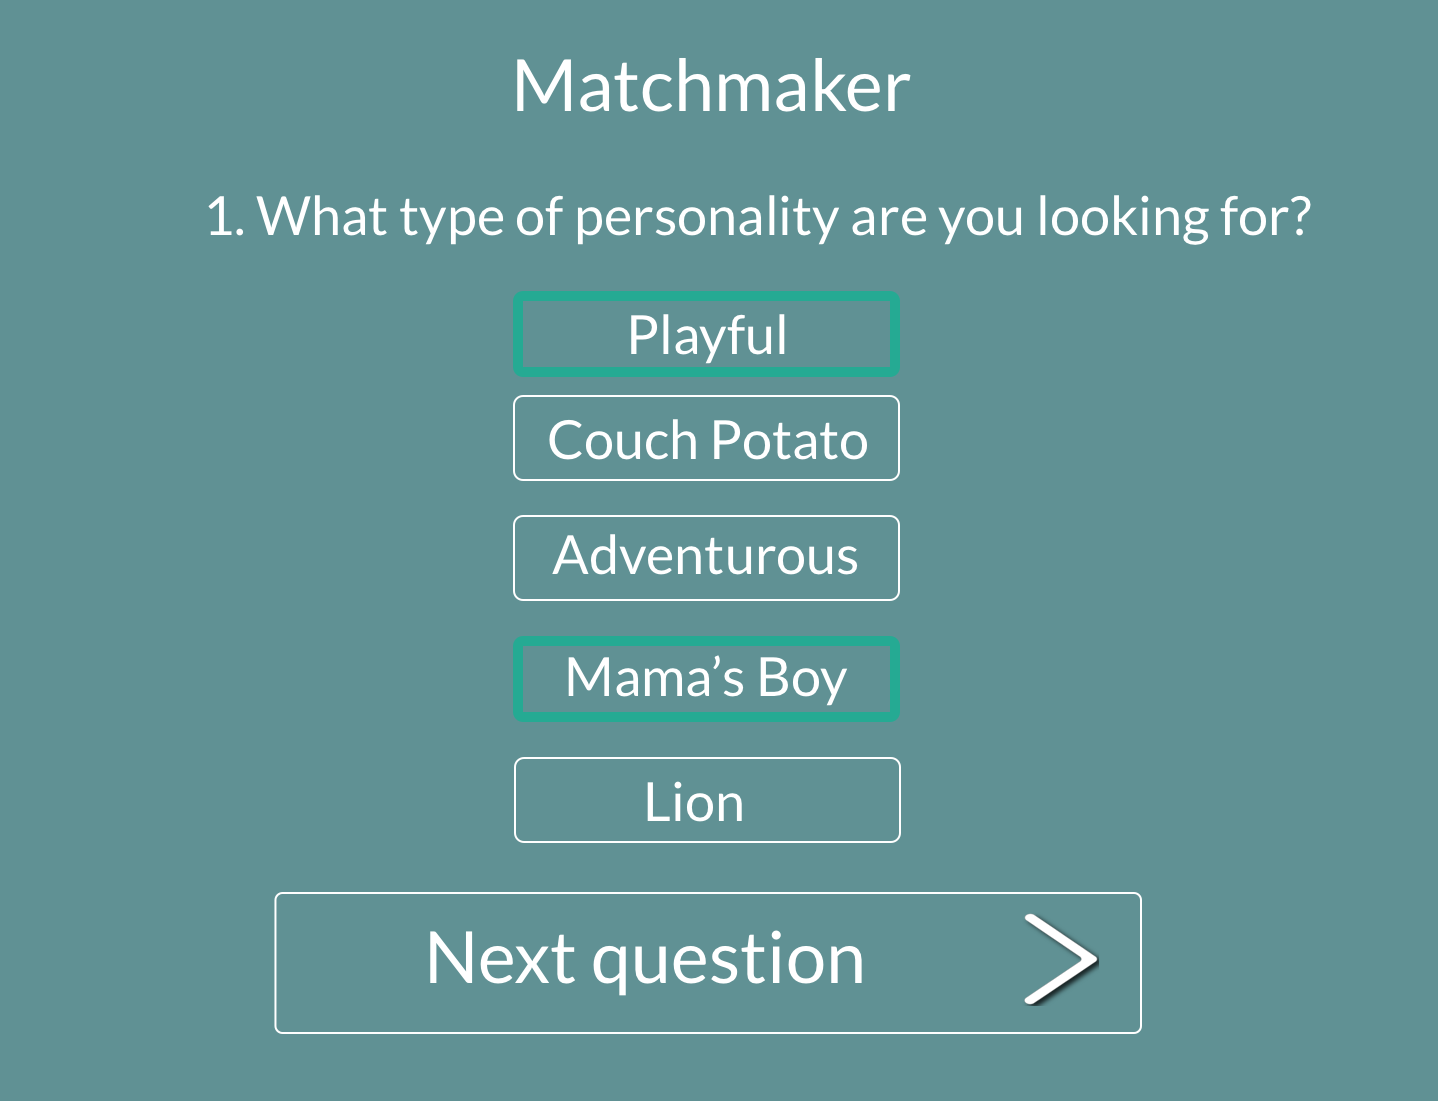 Matchmaker
1. What type of personality are you looking for?
Playful
Couch Potato
Adventurous
Mama’s Boy
Lion
Next question